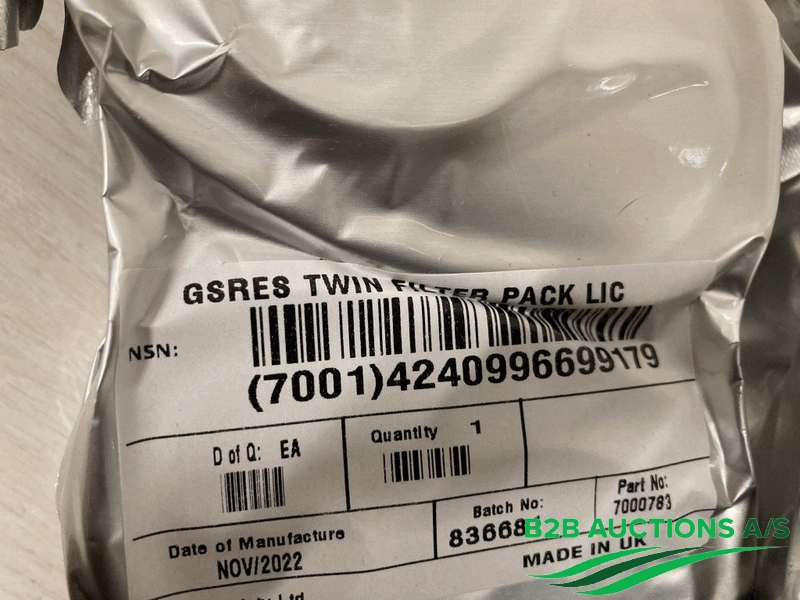 GSRES TWIN FILTER PACK LIC
NSN:
(7001)4240996699179
D of Q: EA
Quantity 1
Date of Manufacture
NOV/2022
Batch No:
Part No:
7000783
MADE IN UK
Ltd
B2B AUCTIONS A/S